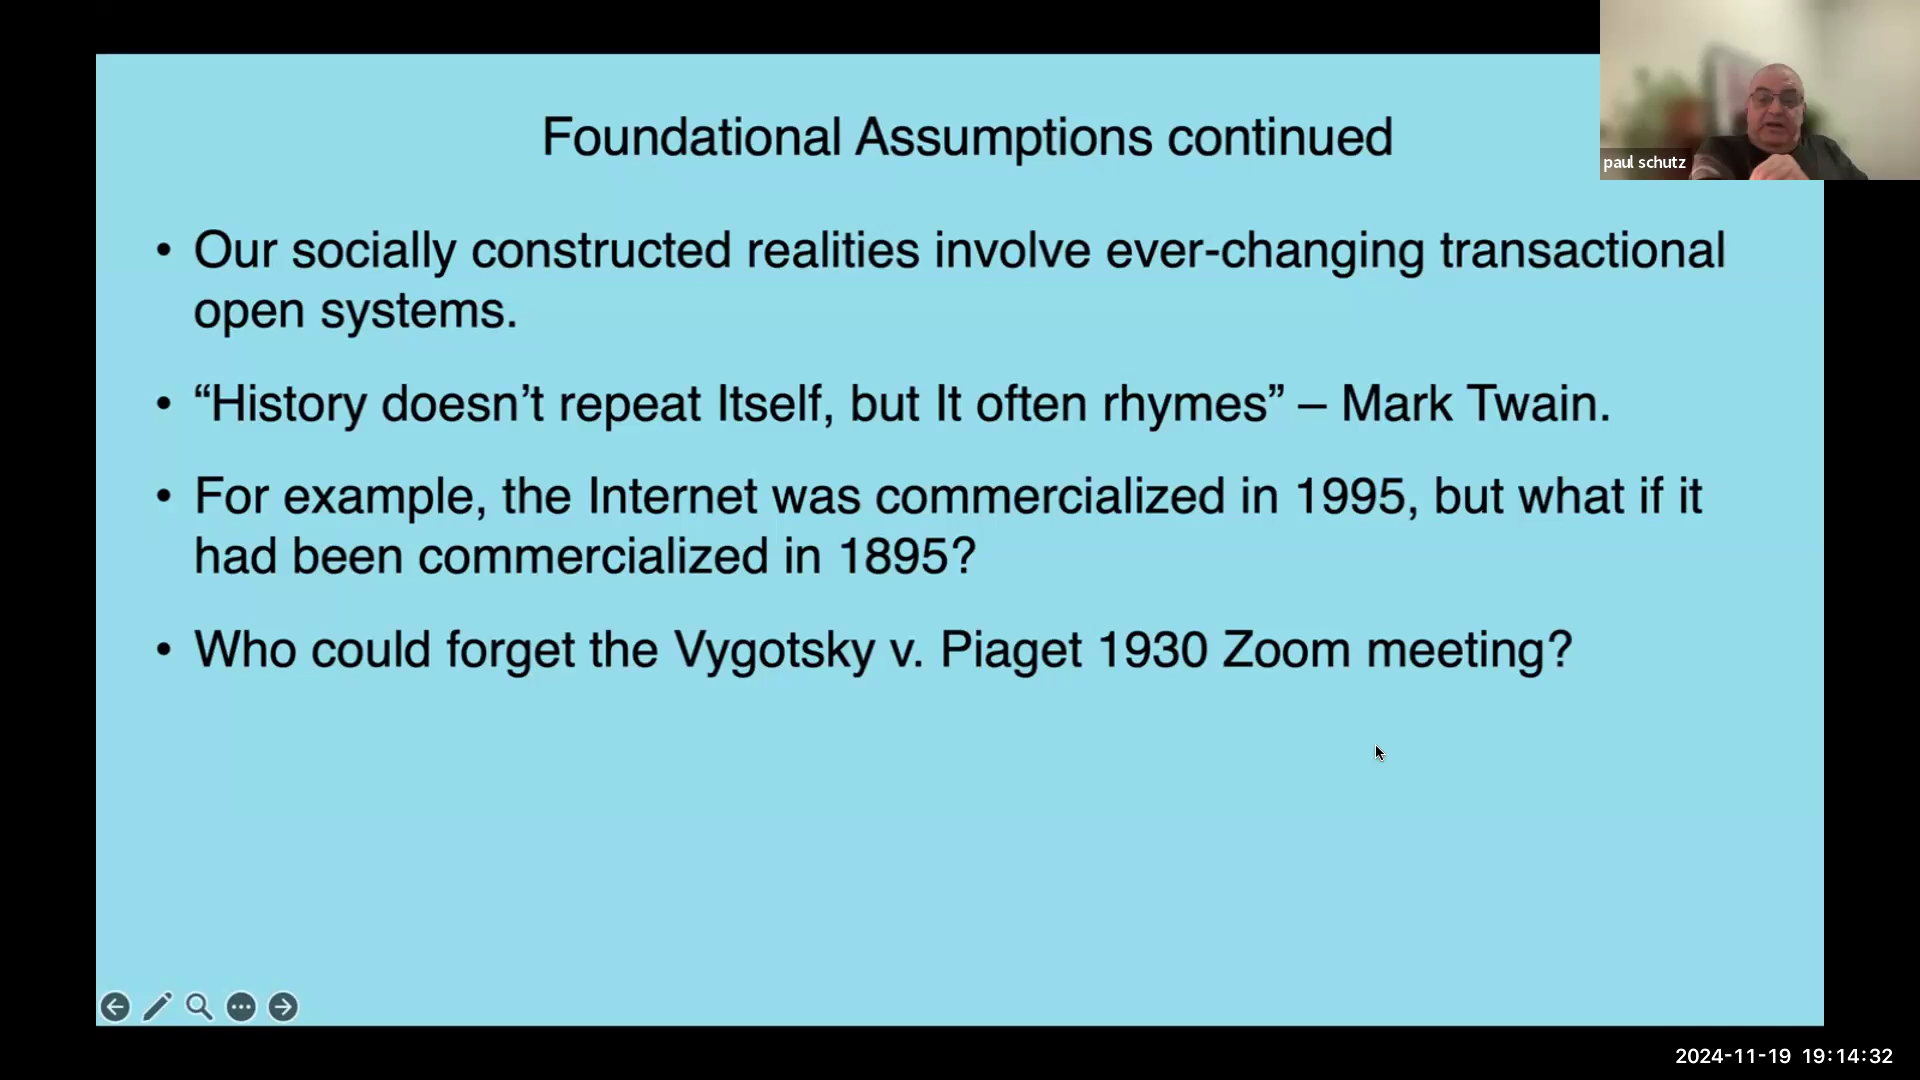 Foundational Assumptions continued
paul schutz
• Our socially constructed realities involve ever-changing transactional
open systems.
• “History doesn’t repeat Itself, but It often rhymes” – Mark Twain.
• For example, the Internet was commercialized in 1995, but what if it
had been commercialized in 1895?
• Who could forget the Vygotsky v. Piaget 1930 Zoom meeting?
2024-11-19 19:14:32